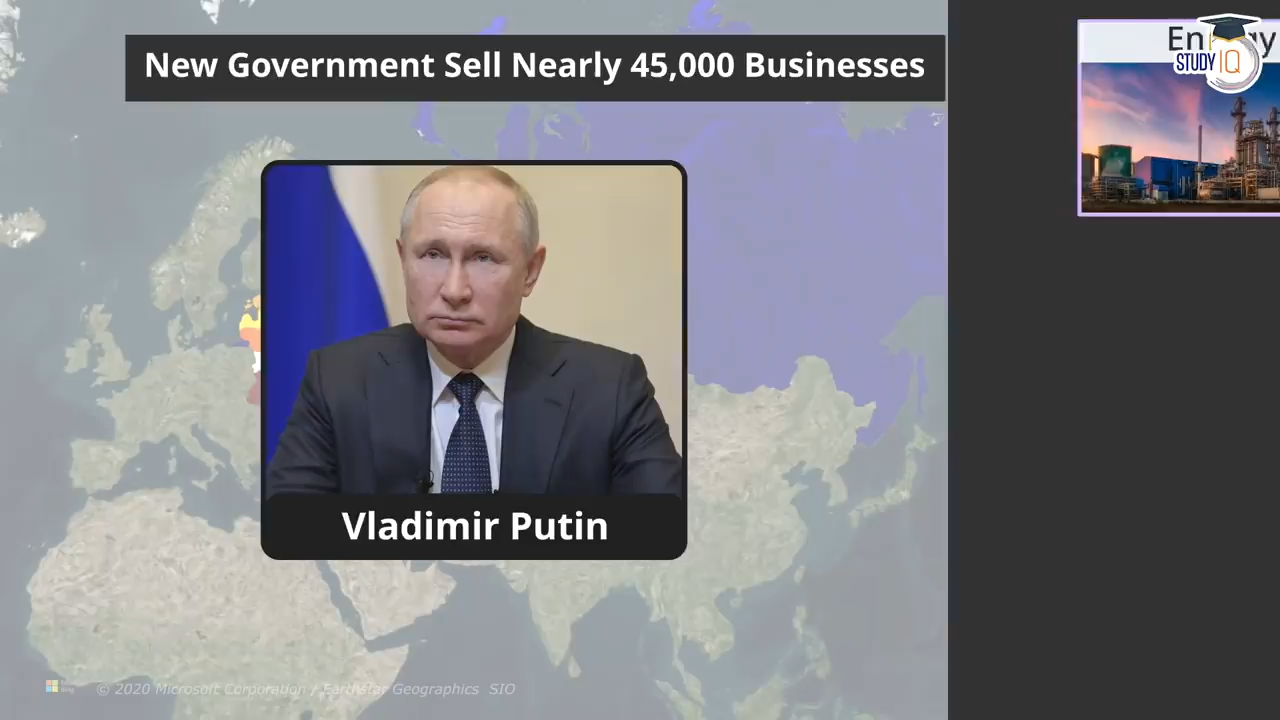 New Government Sell Nearly 45,000 Businesses
STUDY IQ
Vladimir Putin
© 2020 Microsoft Corporation / Earthstar Geographics SIO